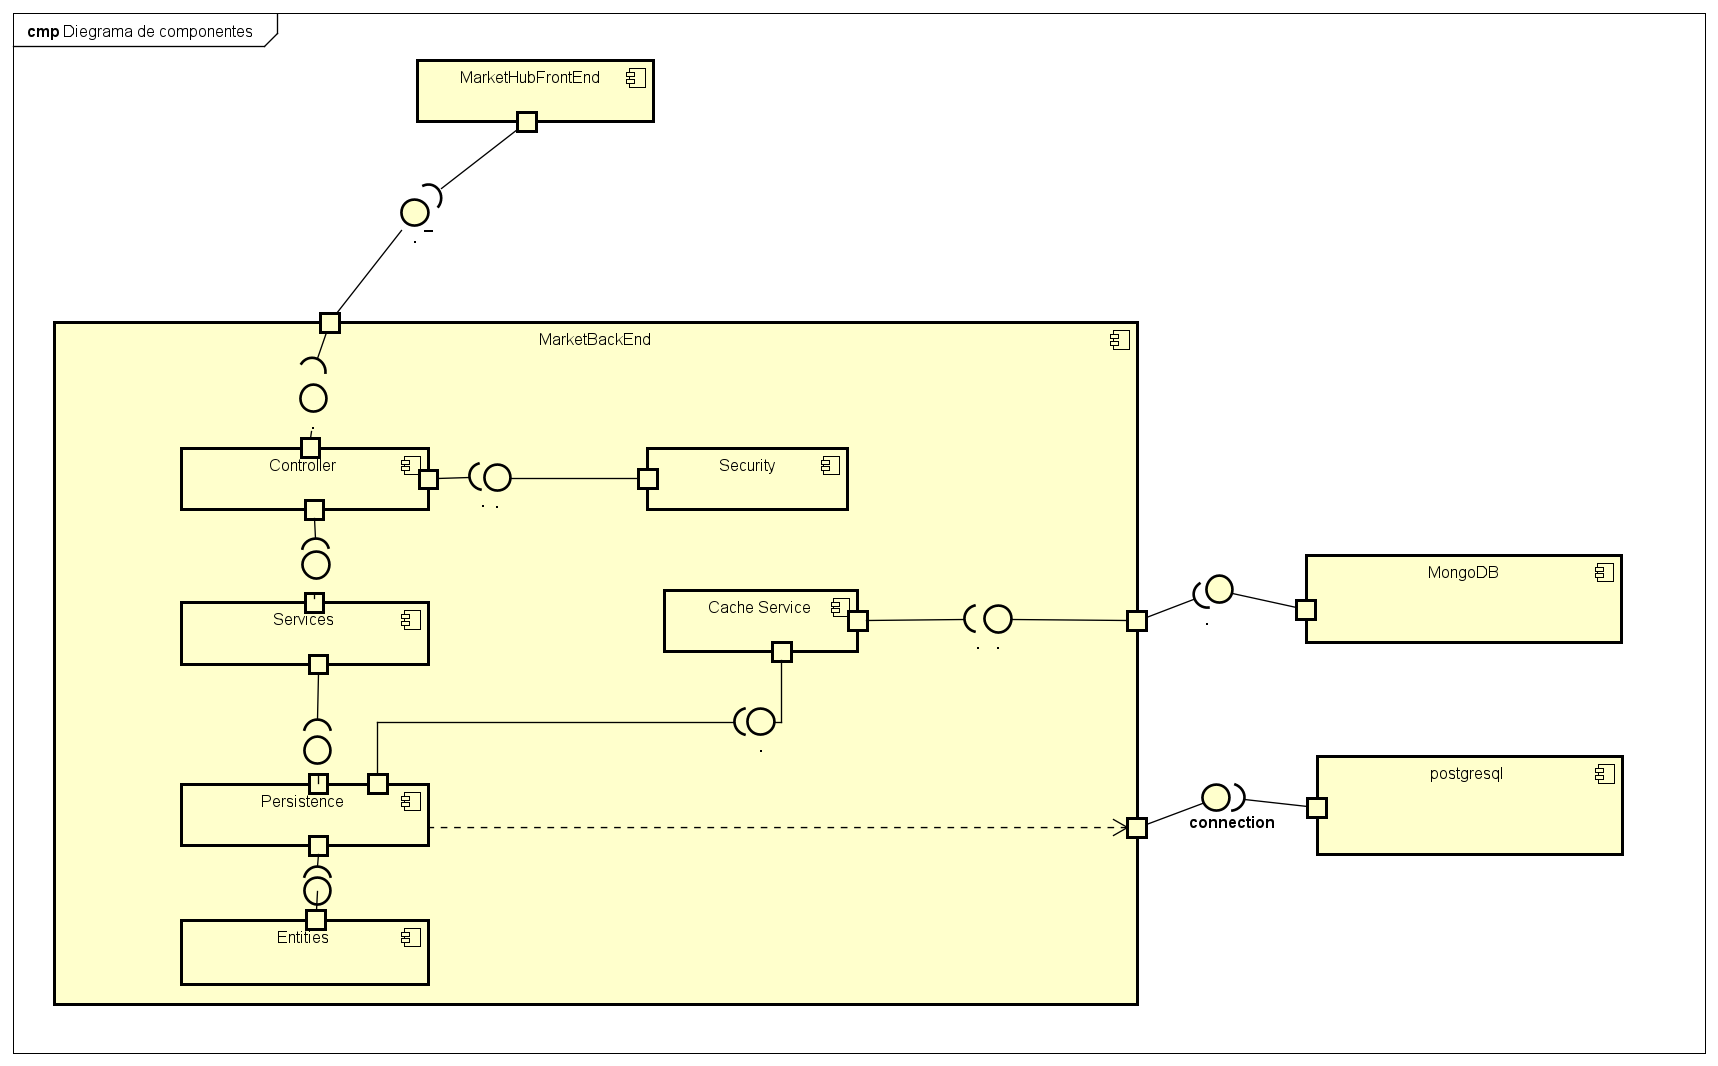 cmp Diegrama de componentes
MarketHubFrontEnd
MarketBackEnd
Controller
Security
Services
Cache Service
MongoDB
Persistence
postgresql
connection
Entities